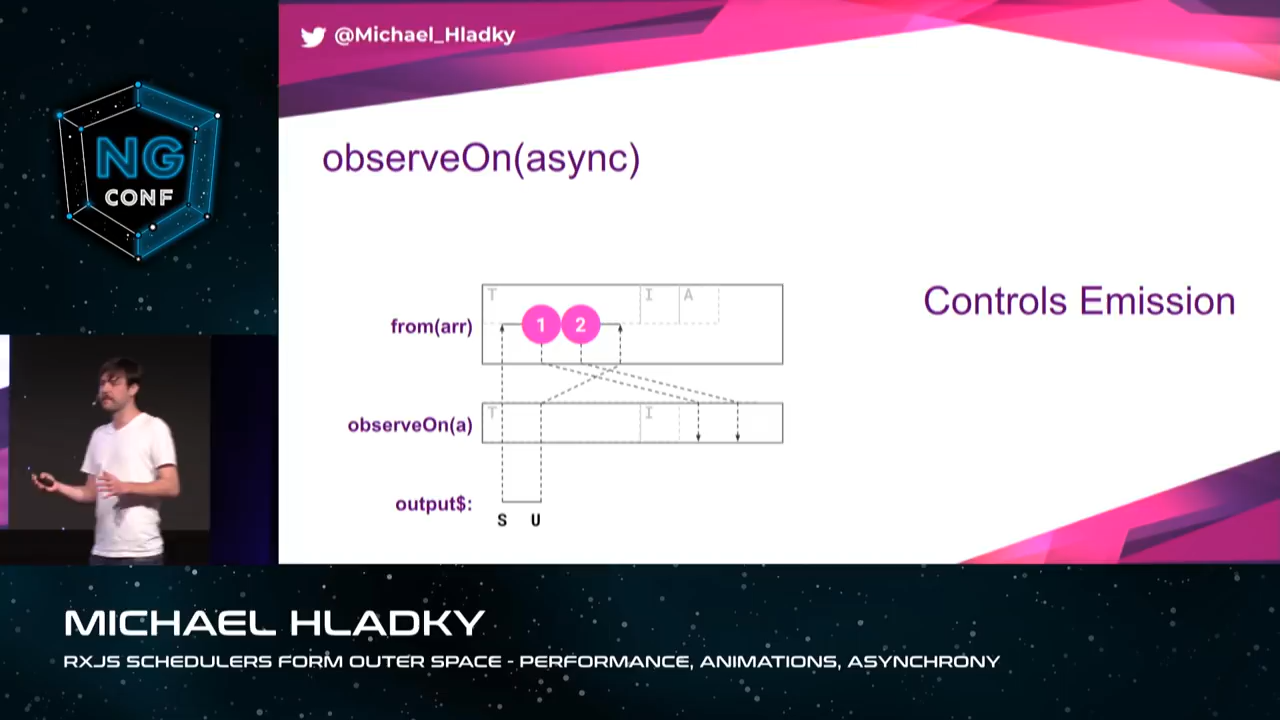 @Michael_Hladky
NG
CONF
observeOn(async)
Controls Emission
T I A
from(arr) 1 2
T I
observeOn(a)
output$:
S U
MICHAEL HLADKY
RXJS SCHEDULERS FORM OUTER SPACE - PERFORMANCE, ANIMATIONS, ASYNCHRONY